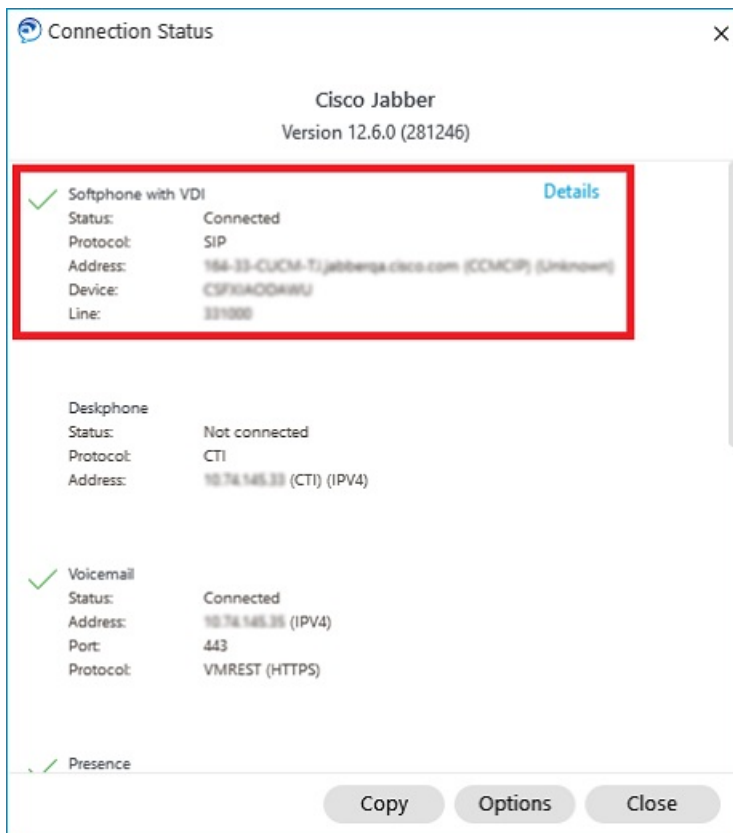 Connection Status
Cisco Jabber
Version 12.6.0 (281246)
Softphone with VDI Details
Status: Connected
Protocol: SIP
Address:
Device:
Line:
Deskphone
Status: Not connected
Protocol: CTI
Address: (CTI) (IPV4)
Voicemail
Status: Connected
Address: (IPV4)
Port: 443
Protocol: VMREST (HTTPS)
Presence
Copy Options Close